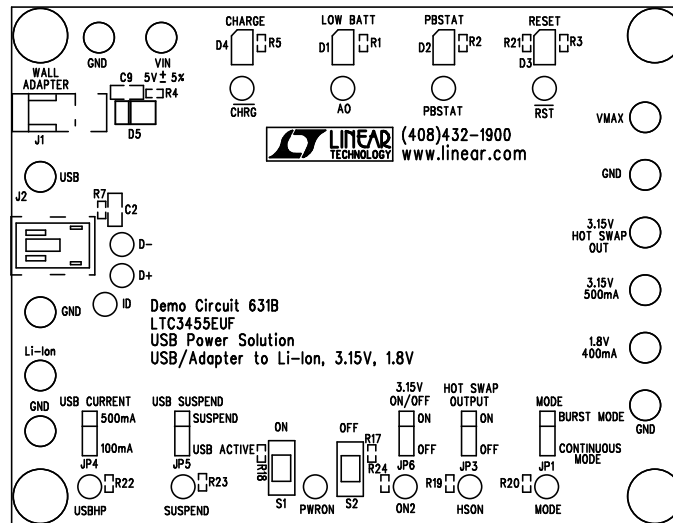 CHARGE
LOW BATT
PBSTAT
RESET
D4
R5
D1
R1
D2
R2
R21
R3
D3
GND
VIN
WALL
ADAPTER
5V ± 5%
C9
R4
J1
D5
CHRG
AO
PBSTAT
RST
LINEAR
TECHNOLOGY
(408)432-1900
www.linear.com
VMAX
USB
J2
GND
R7
C2
D-
D+
ID
3.15V
HOT SWAP
OUT
3.15V
500mA
GND
Demo Circuit 631B
LTC3455EUF
USB Power Solution
USB/Adapter to Li-Ion, 3.15V, 1.8V
1.8V
400mA
Li-Ion
GND
GND
USB CURRENT
500mA
100mA
JP4
USB SUSPEND
SUSPEND
USB ACTIVE
JP5
ON
R18
S1
OFF
R17
S2
3.15V
ON/OFF
ON
OFF
JP6
HOT SWAP
OUTPUT
ON
OFF
JP3
MODE
BURST MODE
CONTINUOUS
MODE
JP1
R22
USBHP
R23
SUSPEND
PWRON
R24
ON2
R19
HSON
R20
MODE